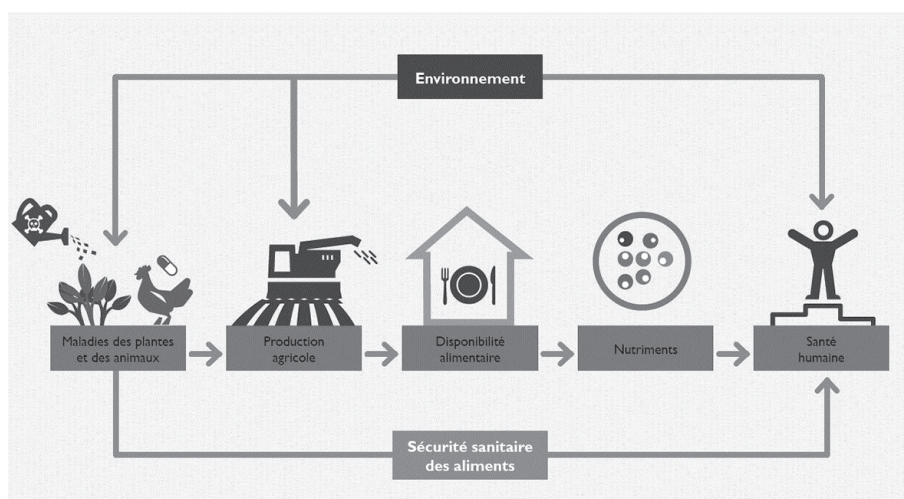 Environnement
Maladies des plantes
et des animaux
Production
agricole
Disponibilité
alimentaire
Nutriments
Santé
humaine
Sécurité sanitaire
des aliments